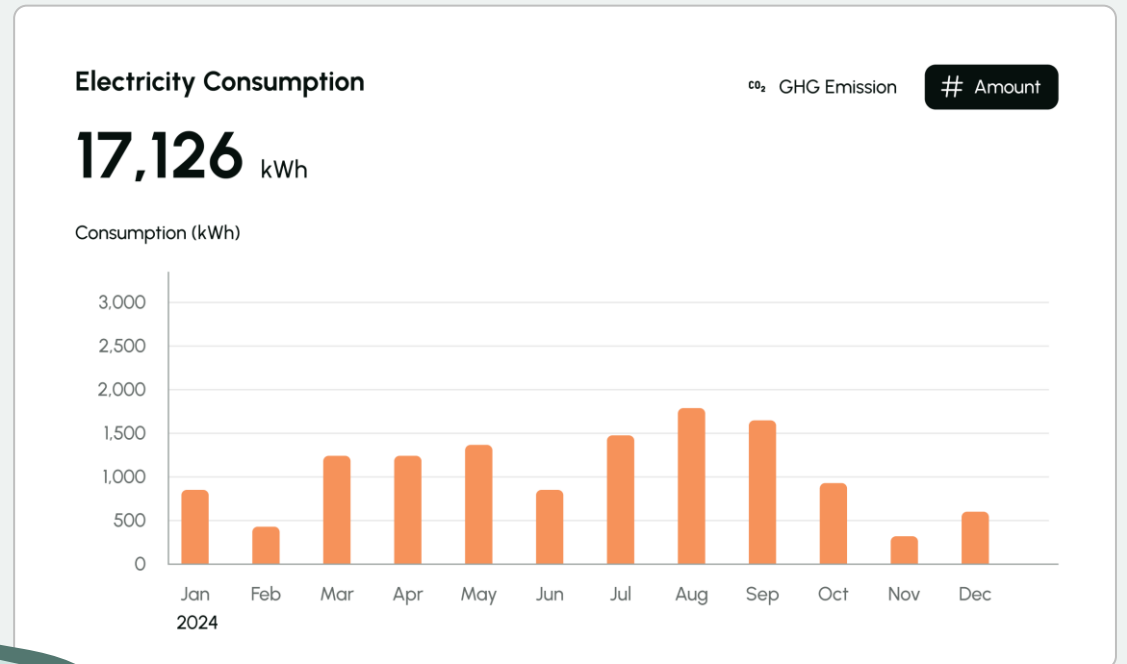 Electricity Consumption
CO₂ GHG Emission
# Amount
17,126 kWh
Consumption (kWh)
3,000
2,500
2,000
1,500
1,000
500
0
Jan Feb Mar Apr May Jun Jul Aug Sep Oct Nov Dec
2024